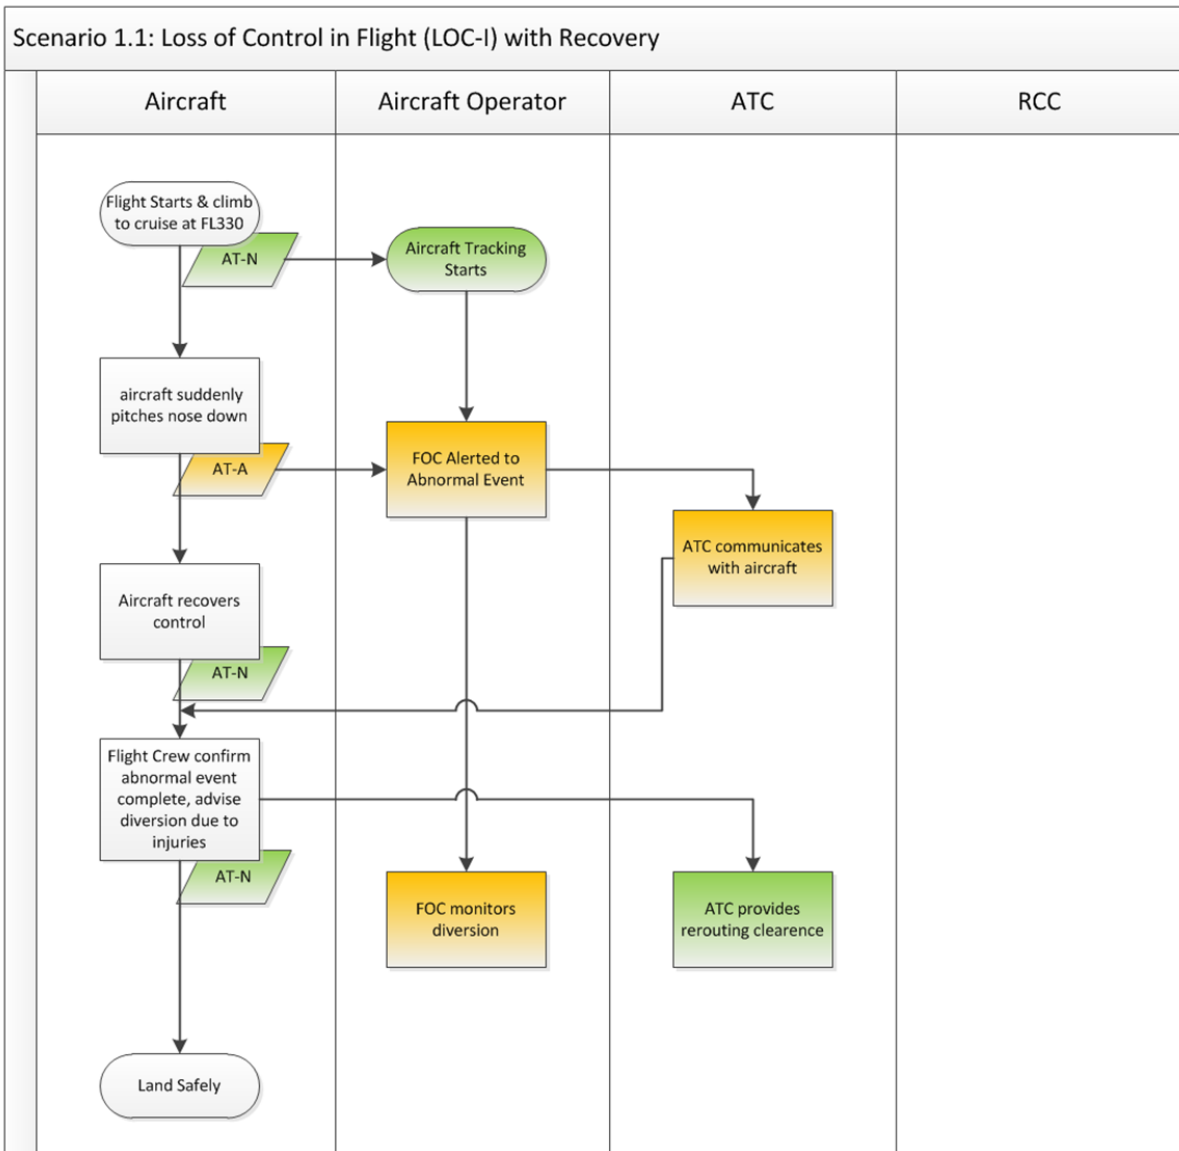 Scenario 1.1: Loss of Control in Flight (LOC-I) with Recovery
Aircraft
Aircraft Operator
ATC
RCC
Flight Starts & climb
to cruise at FL330
AT-N
Aircraft Tracking
Starts
aircraft suddenly
pitches nose down
AT-A
FOC Alerted to
Abnormal Event
ATC communicates
with aircraft
Aircraft recovers
control
AT-N
Flight Crew confirm
abnormal event
complete, advise
diversion due to
injuries
AT-N
FOC monitors
diversion
ATC provides
rerouting clearence
Land Safely